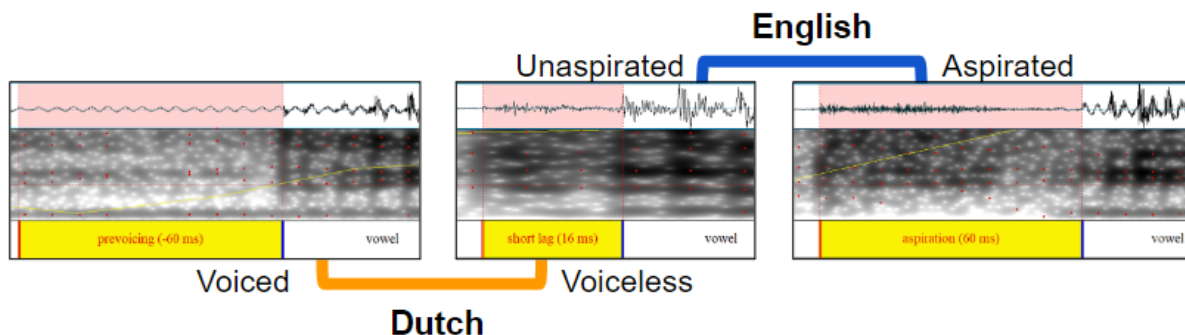 English
Unaspirated Aspirated
prevoicing (-60 ms) vowel short lag (16 ms) vowel aspiration (60 ms) vowel
Voiced Voiceless
Dutch